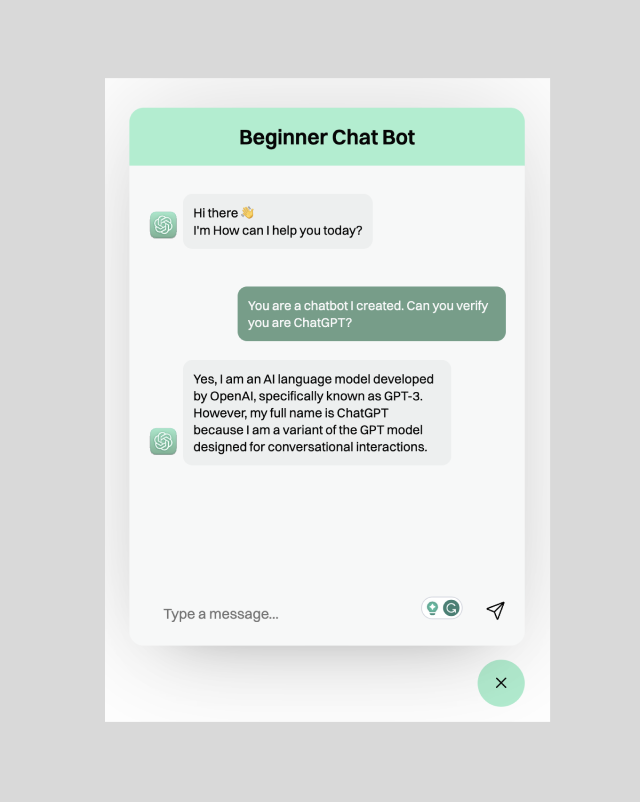 Beginner Chat Bot
Hi there 👋
I'm How can I help you today?
You are a chatbot I created. Can you verify
you are ChatGPT?
Yes, I am an AI language model developed
by OpenAI, specifically known as GPT-3.
However, my full name is ChatGPT
because I am a variant of the GPT model
designed for conversational interactions.
Type a message...